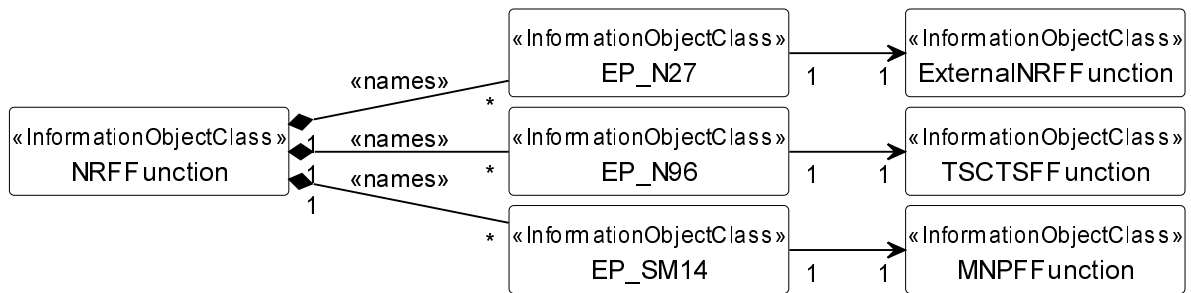 «InformationObjectClass»
EP_N27
«InformationObjectClass»
ExternalNRFFunction
1 1
«names»
*
«InformationObjectClass»
NRFFunction
1
«names»
*
1
«InformationObjectClass»
EP_N96
«InformationObjectClass»
TSCTSFFunction
1 1
«names»
*
1
«InformationObjectClass»
EP_SM14
«InformationObjectClass»
MNPFFunction
1 1